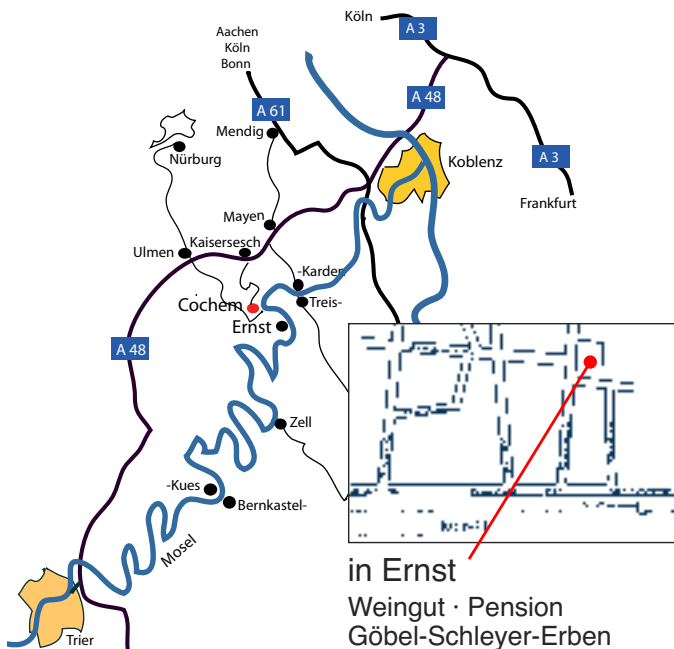 Köln
A 3
Aachen
Köln
Bonn
A 61
A 48
Mendig
Nürburg
Koblenz
A 3
Frankfurt
Mayen
Ulmen
Kaisersesch
-Karden
Treis-
Cochem
Ernst
A 48
Zell
-Kues
Bernkastel-
Mosel
Trier
in Ernst
Weingut · Pension
Göbel-Schleyer-Erben